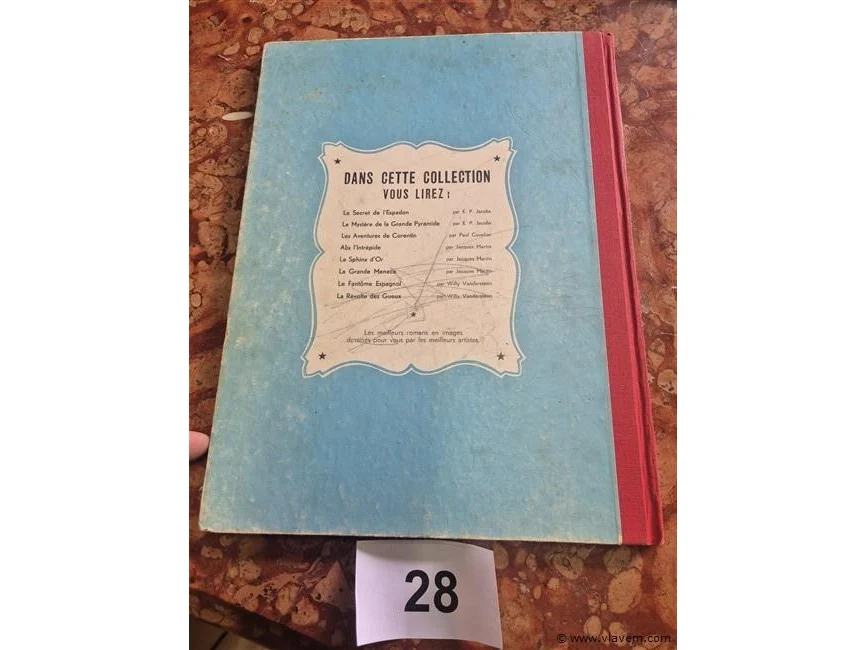 DANS CETTE COLLECTION
VOUS LIREZ :
Le Secret de l'Espadon par E. P. Jacobs
Le Mystère de la Grande Pyramide par E. P. Jacobs
Les Aventures de Corentin par Paul Cuvelier
Alix l'Intrépide par Jacques Martin
Le Sphinx d'Or par Jacques Martin
La Grande Menace par Jacques Martin
Le Fantôme Espagnol par Willy Vandersteen
La Révolte des Gueux par Willy Vandersteen
Les meilleurs romans en images
dessinés pour vous par les meilleurs artistes.
28
© www.viavem.com